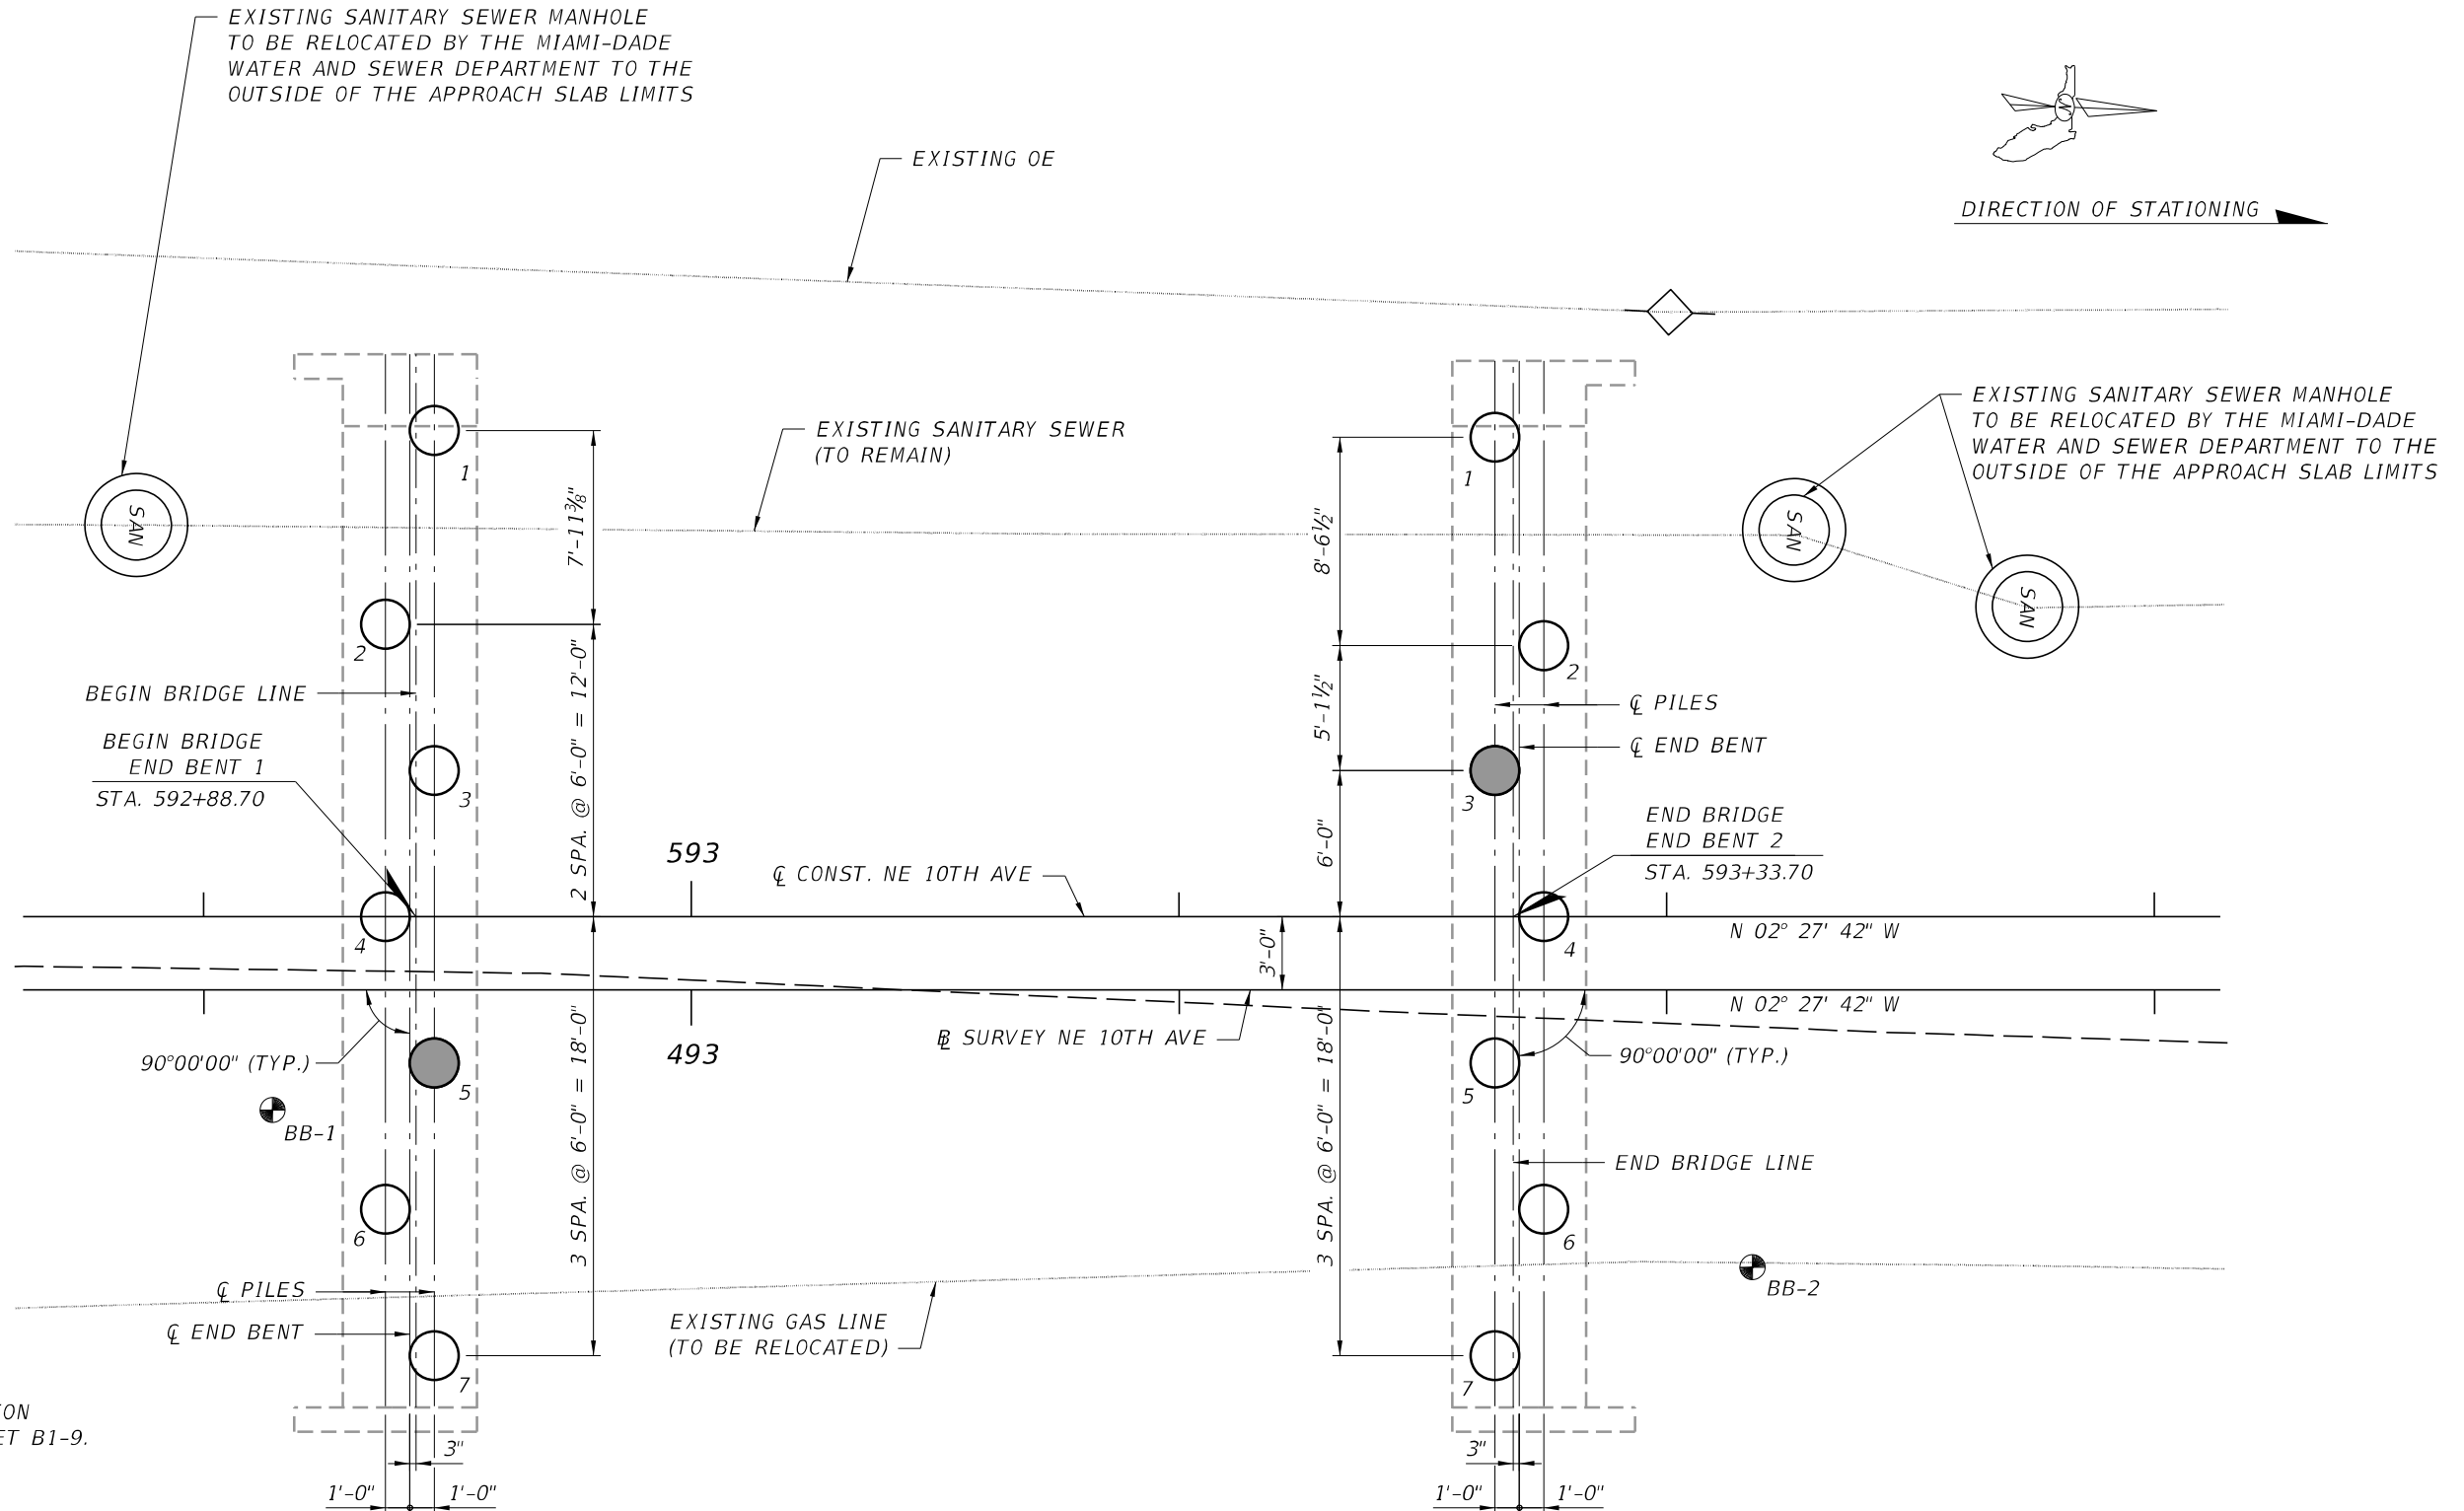 EXISTING SANITARY SEWER MANHOLE
TO BE RELOCATED BY THE MIAMI-DADE
WATER AND SEWER DEPARTMENT TO THE
OUTSIDE OF THE APPROACH SLAB LIMITS
EXISTING OE
N
DIRECTION OF STATIONING
EXISTING SANITARY SEWER MANHOLE
TO BE RELOCATED BY THE MIAMI-DADE
WATER AND SEWER DEPARTMENT TO THE
OUTSIDE OF THE APPROACH SLAB LIMITS
EXISTING SANITARY SEWER
(TO REMAIN)
SAN
SAN
SAN
1
2
3
4
5
6
7
1
2
3
4
5
6
7
7'-11⅜"
2 SPA. @ 6'-0" = 12'-0"
3 SPA. @ 6'-0" = 18'-0"
8'-6½"
5'-1½"
6'-0"
3 SPA. @ 6'-0" = 18'-0"
3'-0"
BEGIN BRIDGE LINE
BEGIN BRIDGE
END BENT 1
STA. 592+88.70
℄ PILES
℄ END BENT
END BRIDGE
END BENT 2
STA. 593+33.70
593
℄ CONST. NE 10TH AVE
N 02° 27' 42" W
N 02° 27' 42" W
493
B SURVEY NE 10TH AVE
90°00'00" (TYP.)
90°00'00" (TYP.)
BB-1
END BRIDGE LINE
BB-2
℄ PILES
℄ END BENT
EXISTING GAS LINE
(TO BE RELOCATED)
B1-9.
3"
1'-0"
1'-0"
3"
1'-0"
1'-0"